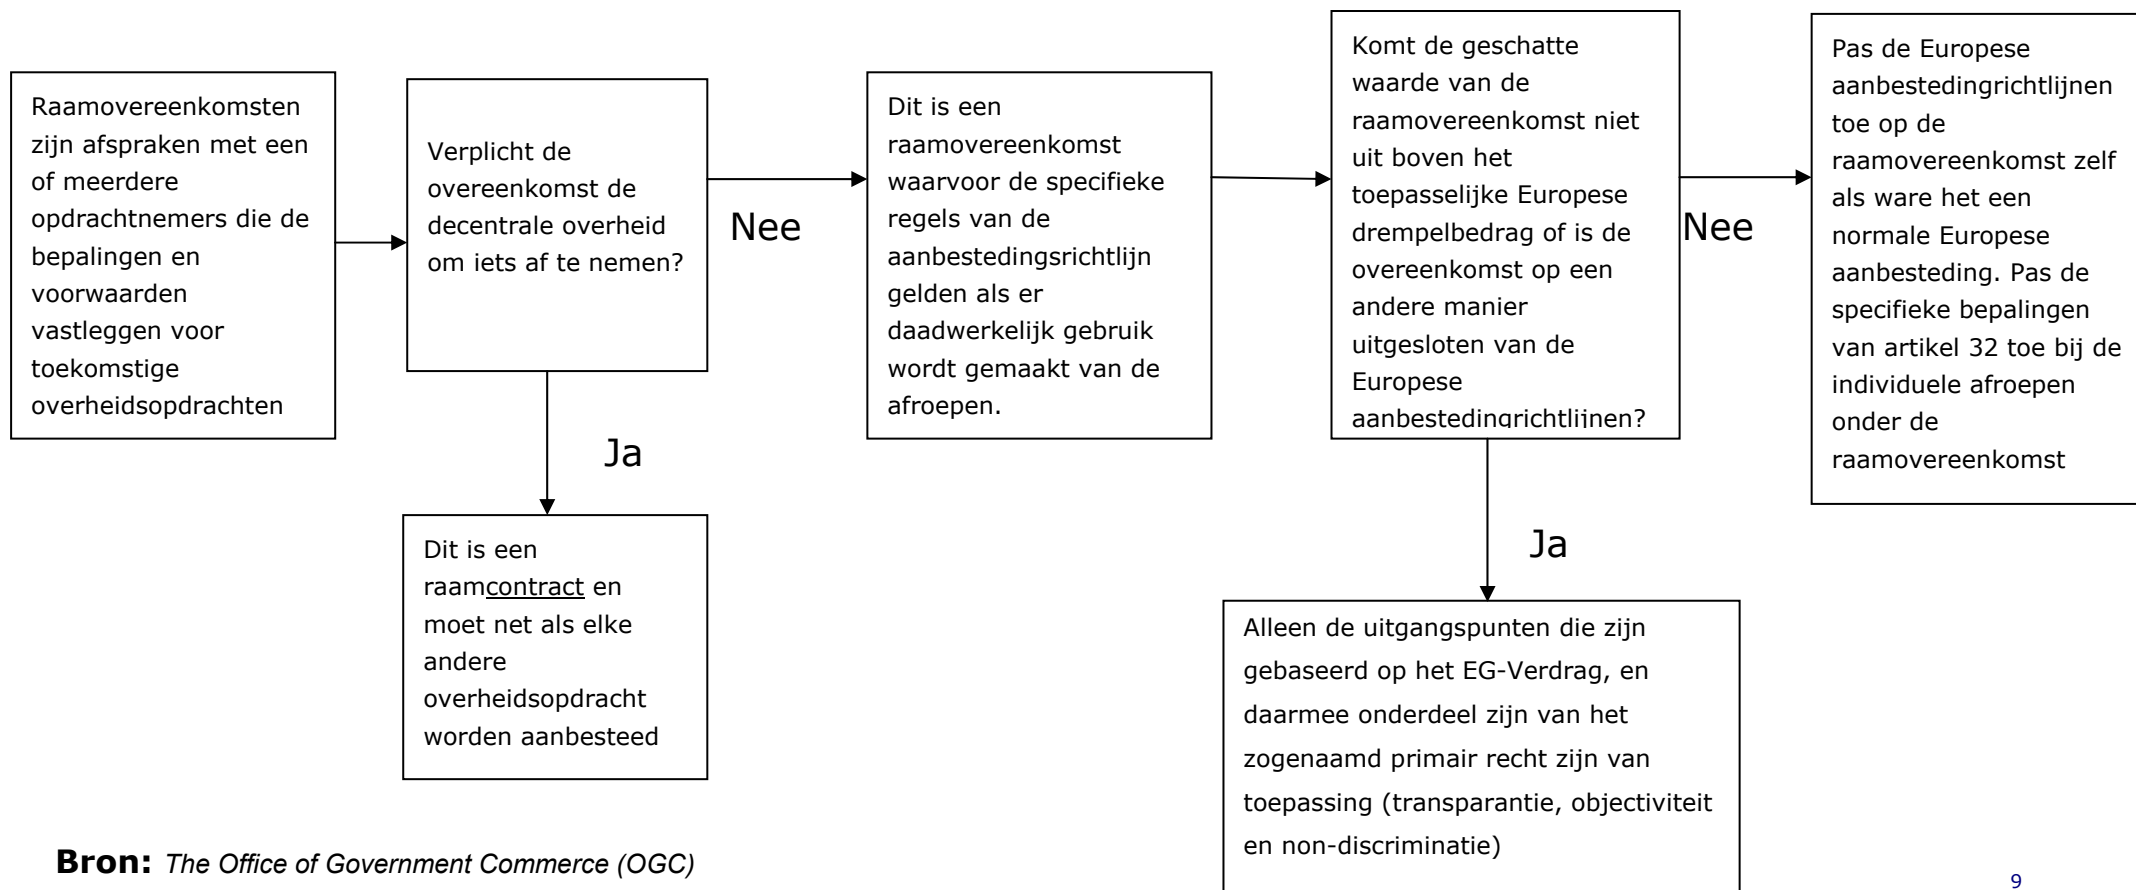 Raamovereenkomsten
zijn afspraken met een
of meerdere
opdrachtnemers die de
bepalingen en
voorwaarden
vastleggen voor
toekomstige
overheidsopdrachten
Verplicht de
overeenkomst de
decentrale overheid
om iets af te nemen?
Nee
Ja
Dit is een
raamcontract en
moet net als elke
andere
overheidsopdracht
worden aanbesteed
Dit is een
raamovereenkomst
waarvoor de specifieke
regels van de
aanbestedingsrichtlijn
gelden als er
daadwerkelijk gebruik
wordt gemaakt van de
afroepen.
Komt de geschatte
waarde van de
raamovereenkomst niet
uit boven het
toepasselijke Europese
drempelbedrag of is de
overeenkomst op een
andere manier
uitgesloten van de
Europese
aanbestedingrichtlijnen?
Nee
Ja
Pas de Europese
aanbestedingrichtlijnen
toe op de
raamovereenkomst zelf
als ware het een
normale Europese
aanbesteding. Pas de
specifieke bepalingen
van artikel 32 toe bij de
individuele afroepen
onder de
raamovereenkomst
Alleen de uitgangspunten die zijn
gebaseerd op het EG-Verdrag, en
daarmee onderdeel zijn van het
zogenaamd primair recht zijn van
toepassing (transparantie, objectiviteit
en non-discriminatie)
Bron: The Office of Government Commerce (OGC)
9